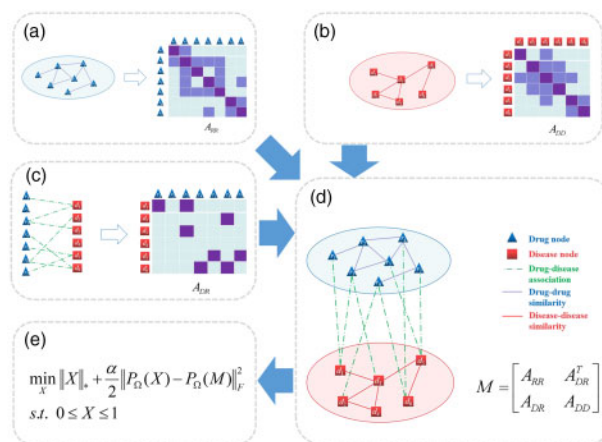 (a)
A_RR
(b)
A_DD
(c)
A_DR
(d)
Drug node
Disease node
Drug-disease
association
Drug-drug
similarity
Disease-disease
similarity
M = [A_RR A_DR^T
A_DR A_DD]
(e)
min_X ‖X‖_* + α/2 ‖P_Ω(X) − P_Ω(M)‖_F^2
s.t. 0 ≤ X ≤ 1